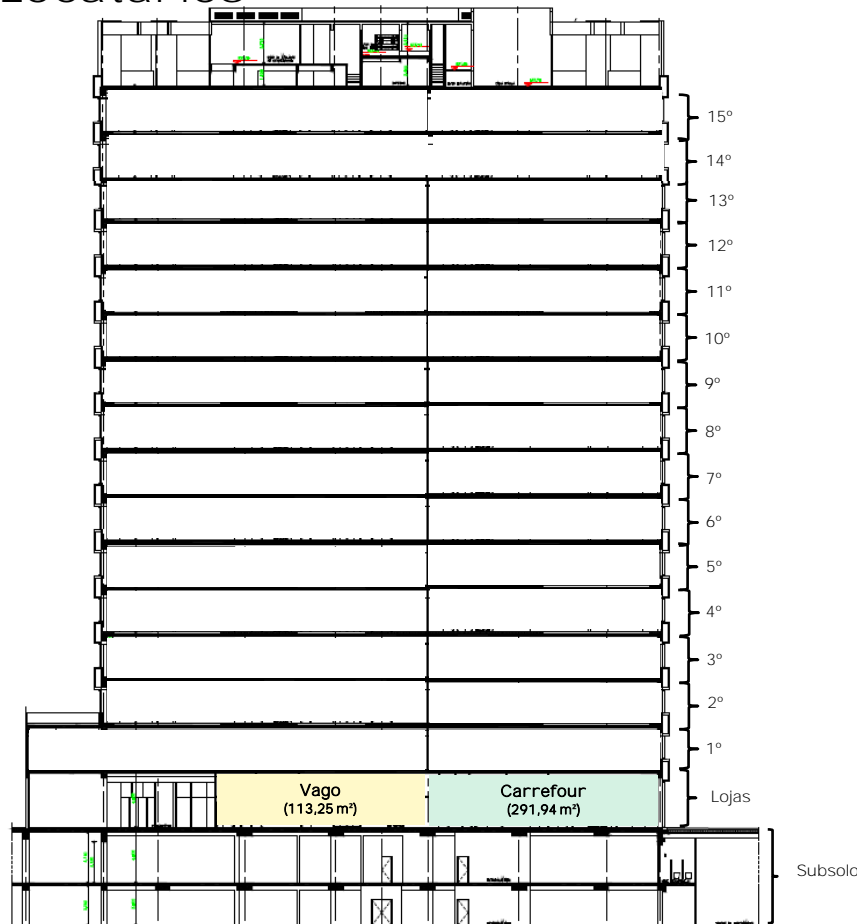 15º
14º
13º
12º
11º
10º
9º
8º
7º
6º
5º
4º
3º
2º
1º
Vago
(113,25 m²)
Carrefour
(291,94 m²)
Lojas
Subsolo